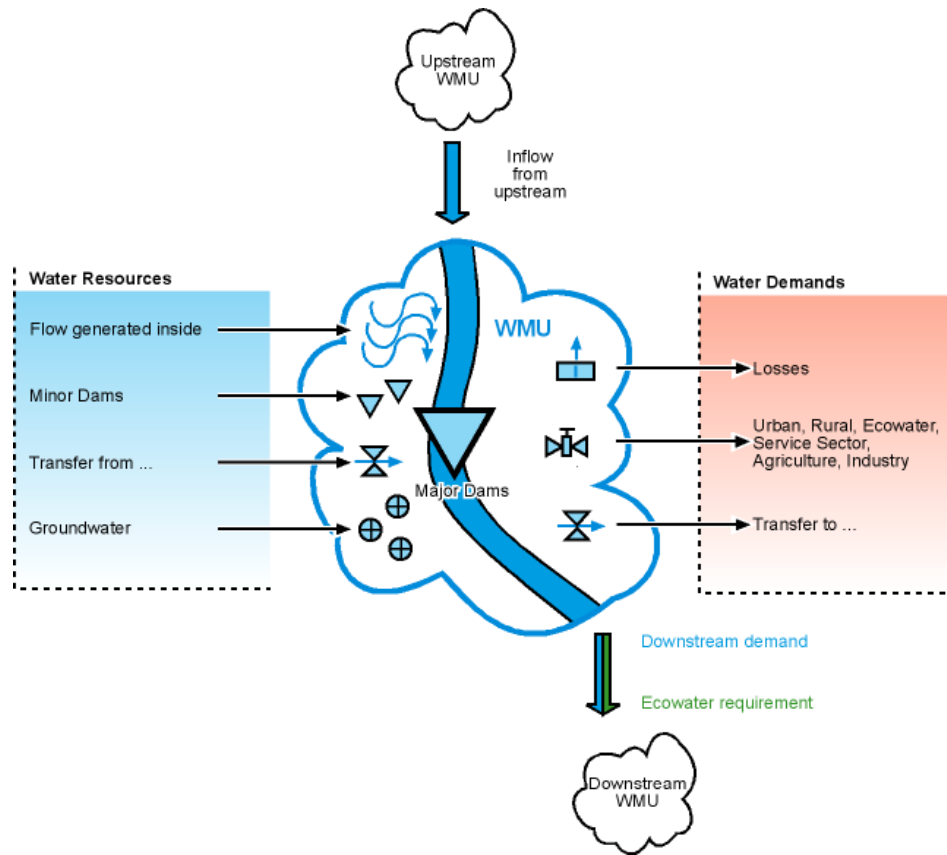 Upstream
WMU
Inflow
from
upstream
Water Resources
Flow generated inside
Minor Dams
Transfer from ...
Groundwater
WMU
Major Dams
Water Demands
Losses
Urban, Rural, Ecowater,
Service Sector,
Agriculture, Industry
Transfer to ...
Downstream demand
Ecowater requirement
Downstream
WMU